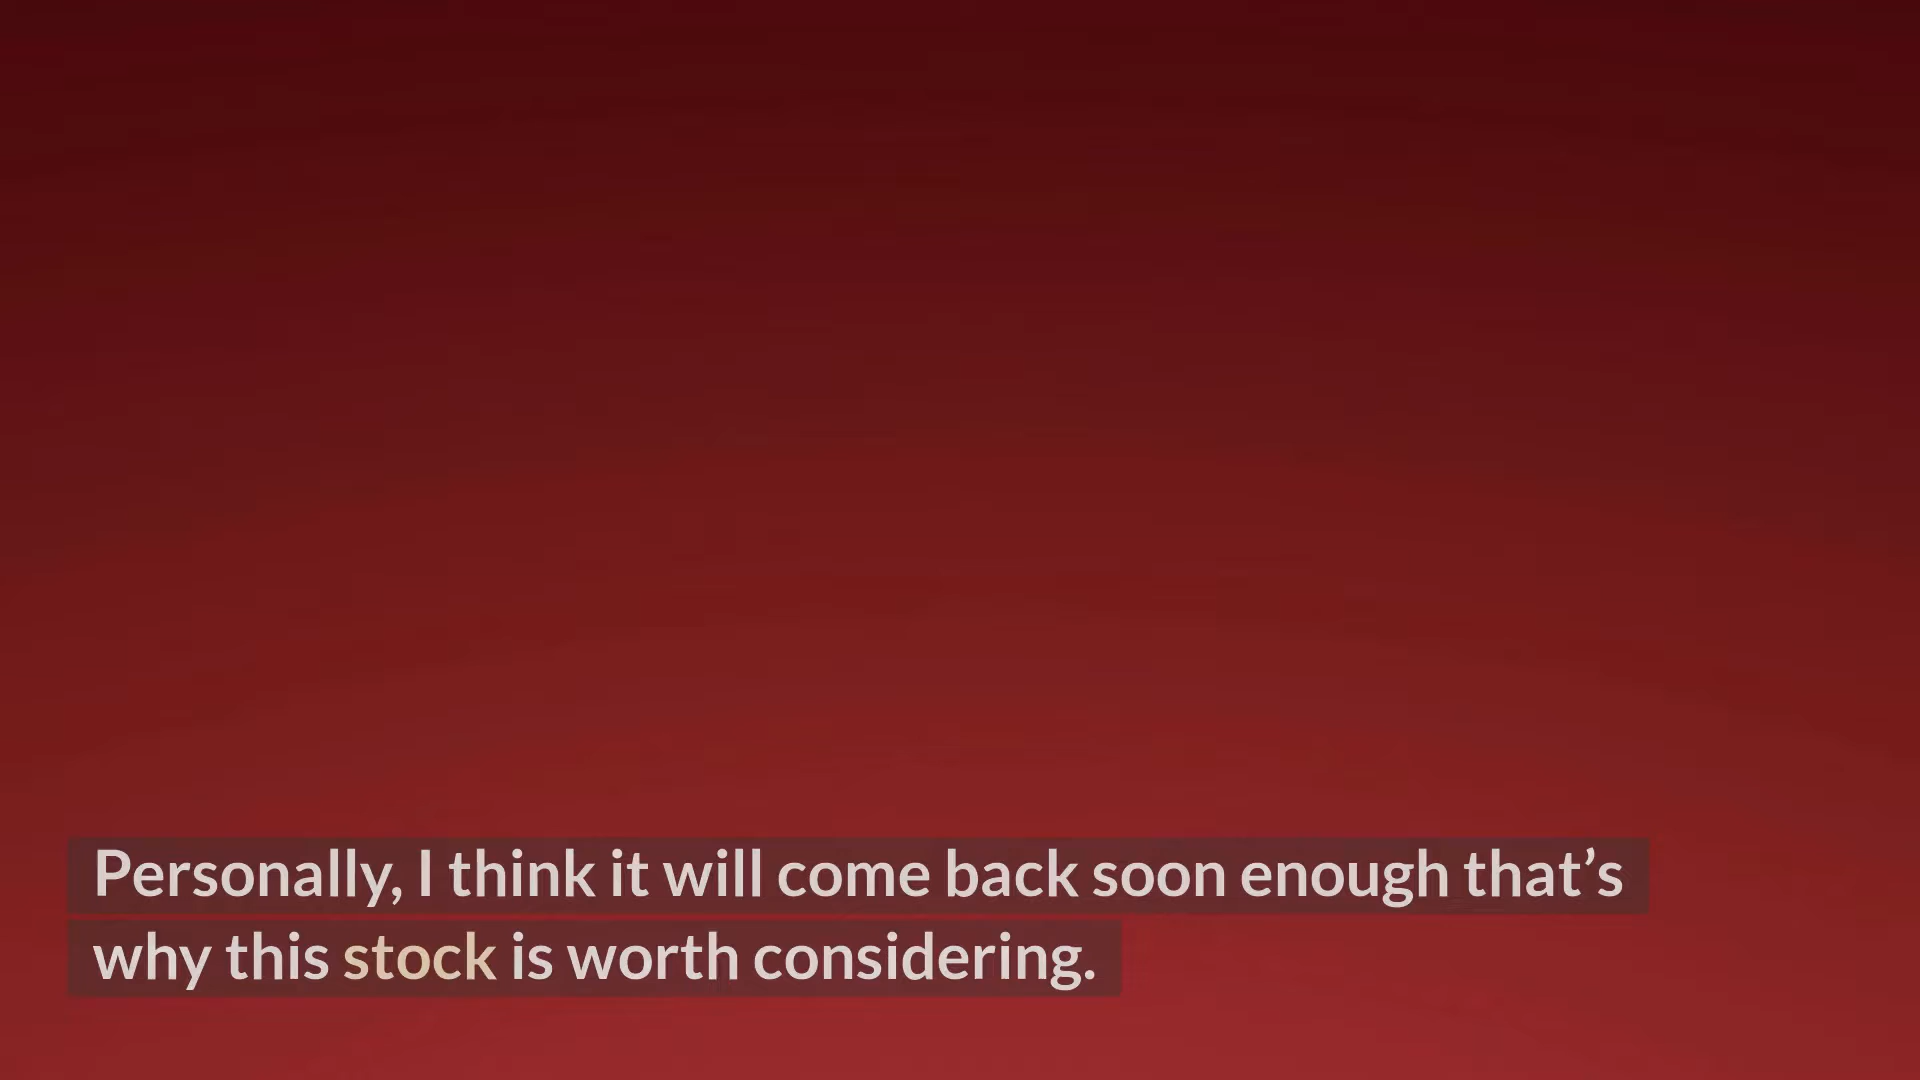 Personally, I think it will come back soon enough that’s
why this stock is worth considering.